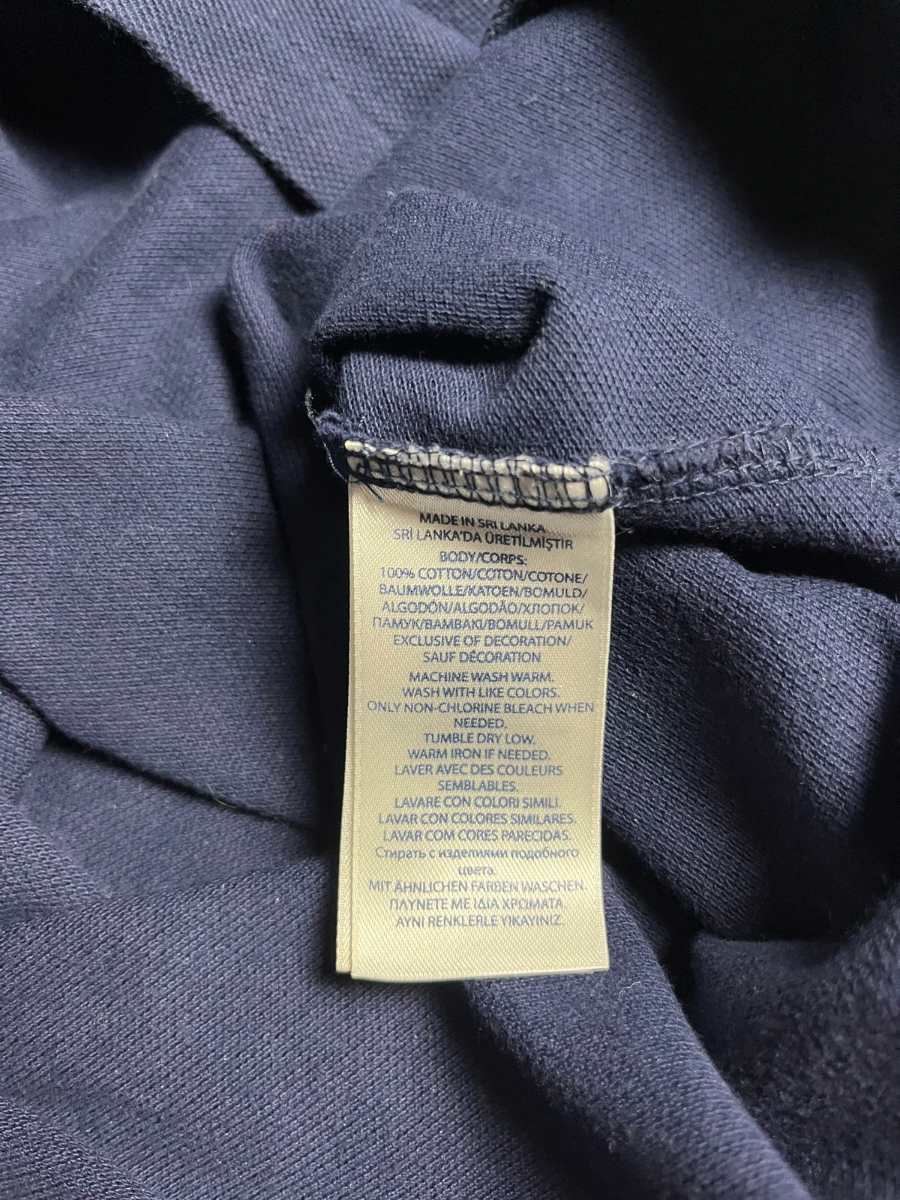 MADE IN SRI LANKA
SRİ LANKA'DA ÜRETİLMİŞTİR
BODY/CORPS:
100% COTTON/COTON/COTONE/
BAUMWOLLE/KATOEN/BOMULD/
ALGODÓN/ALGODÃO/ХЛОПОК/
ПАМУК/ΒΑΜΒΑΚΙ/BOMULL/PAMUK
EXCLUSIVE OF DECORATION/
SAUF DÉCORATION
MACHINE WASH WARM.
WASH WITH LIKE COLORS.
ONLY NON-CHLORINE BLEACH WHEN
NEEDED.
TUMBLE DRY LOW.
WARM IRON IF NEEDED.
LAVER AVEC DES COULEURS
SEMBLABLES.
LAVARE CON COLORI SIMILI.
LAVAR CON COLORES SIMILARES.
LAVAR COM CORES PARECIDAS.
Стирать с изделиями подобного
цвета.
MIT ÄHNLICHEN FARBEN WASCHEN.
ΠΛΥΝΕΤΕ ΜΕ ΙΔΙΑ ΧΡΩΜΑΤΑ.
AYNI RENKLERLE YIKAYINIZ.